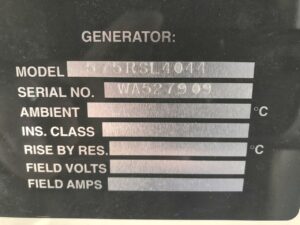 GENERATOR:
MODEL 575RSL4044
SERIAL NO. WA527909
AMBIENT °C
INS. CLASS
RISE BY RES. °C
FIELD VOLTS
FIELD AMPS